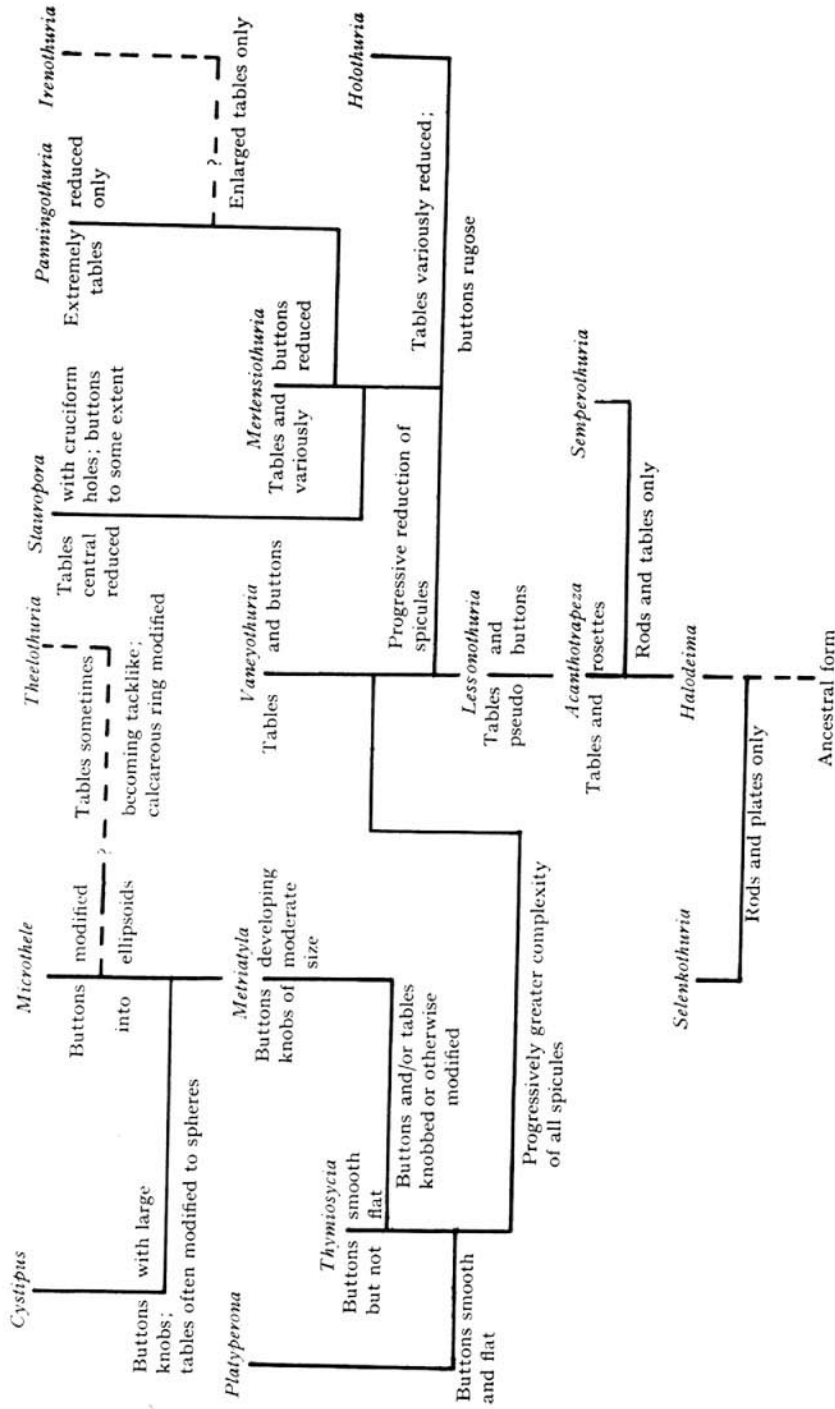 Cystipus
Buttons with large
knobs;
tables often modified to spheres
Microthele
Buttons modified
into ellipsoids
?
Theelothuria
Tables sometimes
becoming tacklike;
calcareous ring modified
Stauropora
Tables with cruciform
central holes; buttons
reduced to some extent
Panningothuria
Extremely reduced
tables only
Irenothuria
?
Enlarged tables only
Platyperona
Buttons smooth
and flat
Thymiosycia
Buttons smooth
but not flat
Metriatyla
Buttons developing
knobs of moderate
size
Buttons and/or tables
knobbed or otherwise
modified
Vaneyothuria
Tables and buttons
Mertensiothuria
Tables and buttons
variously reduced
Holothuria
Tables variously reduced;
buttons rugose
Progressive reduction of
spicules
Progressively greater complexity
of all spicules
Lessonothuria
Tables and
pseudo buttons
Acanthotrapeza
Tables and rosettes
Semperothuria
Rods and tables only
Selenkothuria
Halodeima
Rods and plates only
Ancestral form